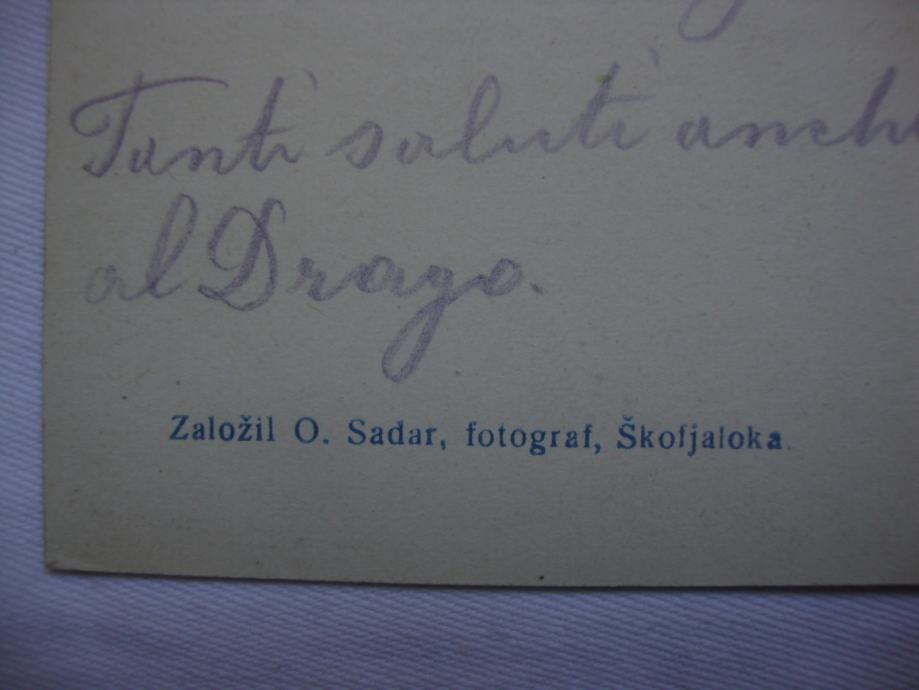 Tanti saluti anche
al Drago.
Založil O. Sadar, fotograf, Škofjaloka.